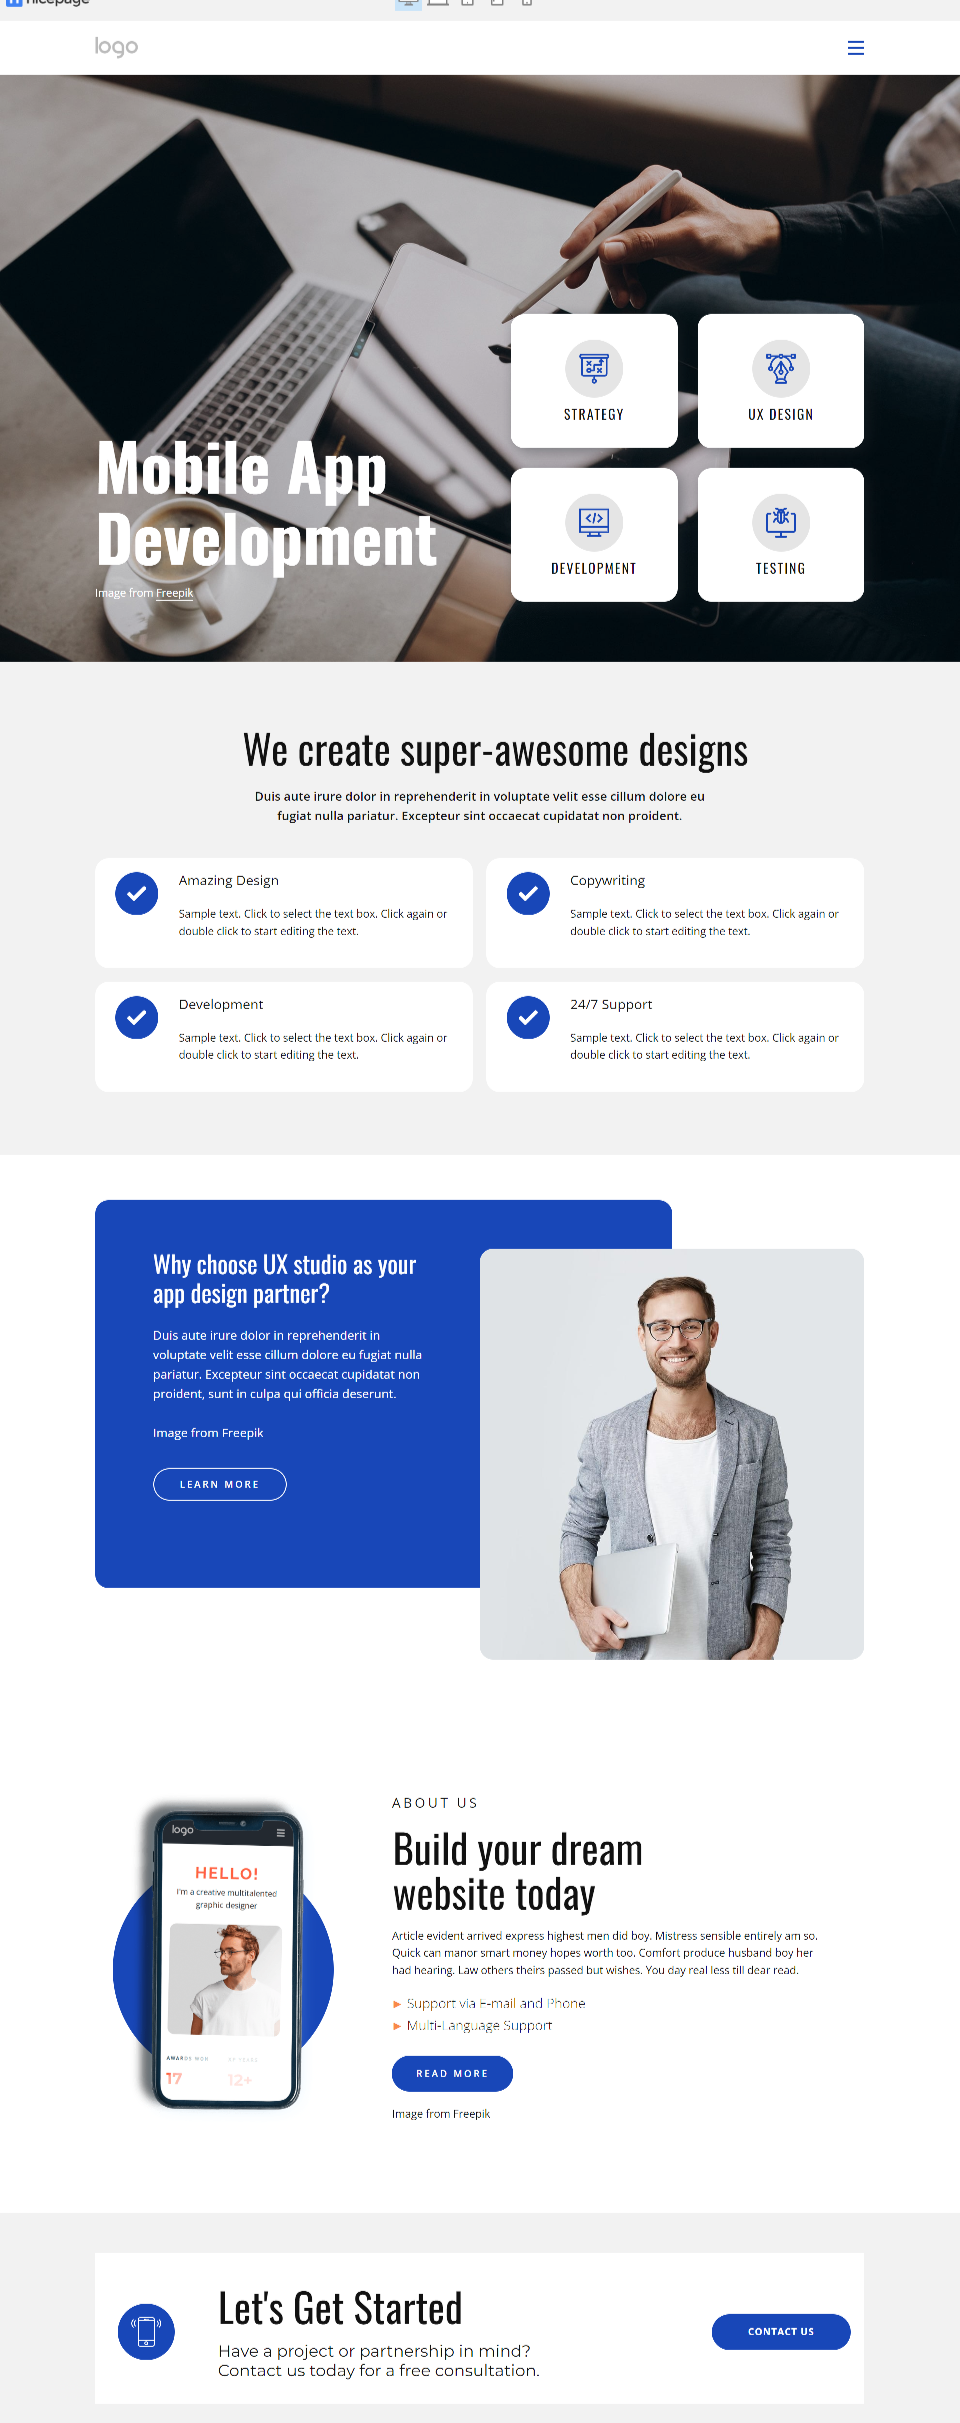 nicepage
logo
STRATEGY
UX DESIGN
Mobile App
Development
DEVELOPMENT
TESTING
Image from Freepik
We create super-awesome designs
Duis aute irure dolor in reprehenderit in voluptate velit esse cillum dolore eu
fugiat nulla pariatur. Excepteur sint occaecat cupidatat non proident.
Amazing Design
Sample text. Click to select the text box. Click again or
double click to start editing the text.
Copywriting
Sample text. Click to select the text box. Click again or
double click to start editing the text.
Development
Sample text. Click to select the text box. Click again or
double click to start editing the text.
24/7 Support
Sample text. Click to select the text box. Click again or
double click to start editing the text.
Why choose UX studio as your
app design partner?
Duis aute irure dolor in reprehenderit in
voluptate velit esse cillum dolore eu fugiat nulla
pariatur. Excepteur sint occaecat cupidatat non
proident, sunt in culpa qui officia deserunt.
Image from Freepik
LEARN MORE
logo
HELLO!
I'm a creative multitalented
graphic designer
AWARDS WON
17
12+
ABOUT US
Build your dream
website today
Article evident arrived express highest men did boy. Mistress sensible entirely am so.
Quick can manor smart money hopes worth too. Comfort produce husband boy her
had hearing. Law others theirs passed but wishes. You day real less till dear read.
► Support via E-mail and Phone
► Multi-Language Support
READ MORE
Image from Freepik
Let's Get Started
Have a project or partnership in mind?
Contact us today for a free consultation.
CONTACT US